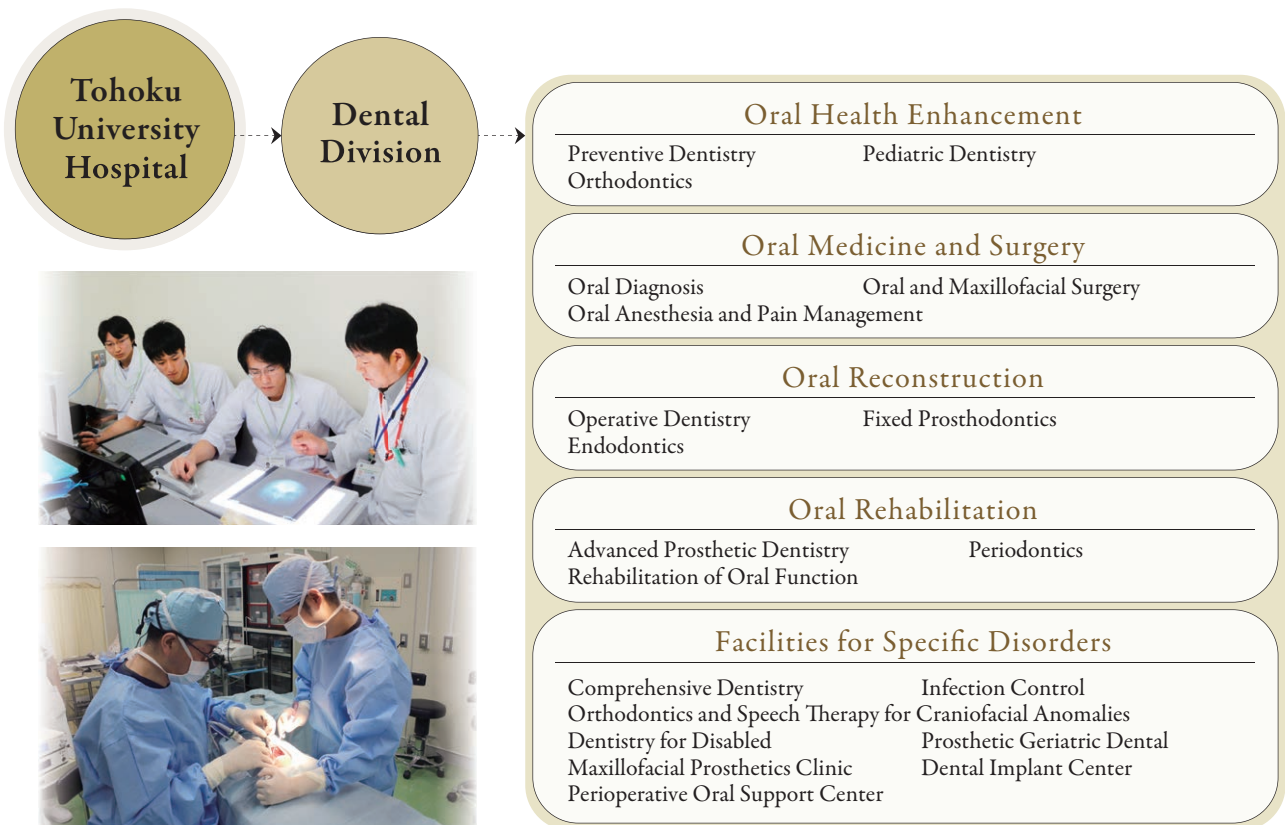 Tohoku
University
Hospital
Dental
Division
Oral Health Enhancement
Preventive Dentistry Pediatric Dentistry
Orthodontics
Oral Medicine and Surgery
Oral Diagnosis Oral and Maxillofacial Surgery
Oral Anesthesia and Pain Management
Oral Reconstruction
Operative Dentistry Fixed Prosthodontics
Endodontics
Oral Rehabilitation
Advanced Prosthetic Dentistry Periodontics
Rehabilitation of Oral Function
Facilities for Specific Disorders
Comprehensive Dentistry Infection Control
Orthodontics and Speech Therapy for Craniofacial Anomalies
Dentistry for Disabled Prosthetic Geriatric Dental
Maxillofacial Prosthetics Clinic Dental Implant Center
Perioperative Oral Support Center